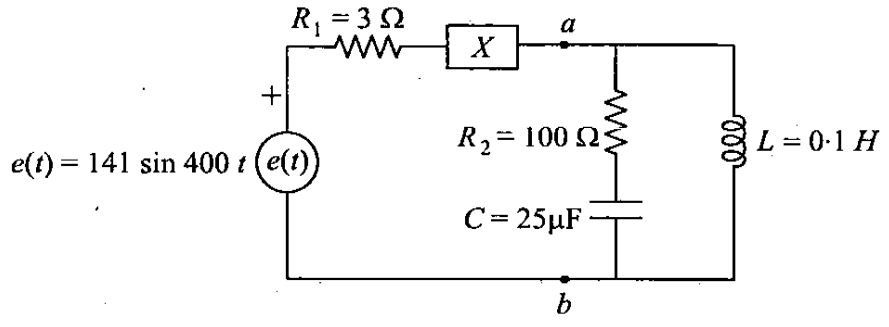 R₁ = 3 Ω
a
X
+
R₂ = 100 Ω
e(t) = 141 sin 400 t
e(t)
L = 0·1 H
C = 25μF
b